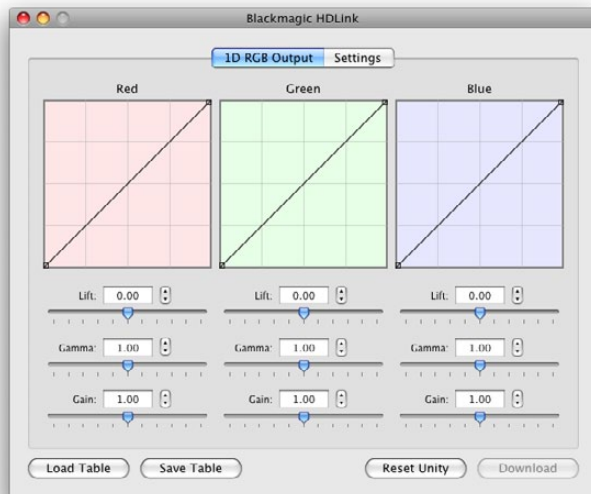 Blackmagic HDLink
1D RGB Output Settings
Red Green Blue
Lift: 0.00 Lift: 0.00 Lift: 0.00
Gamma: 1.00 Gamma: 1.00 Gamma: 1.00
Gain: 1.00 Gain: 1.00 Gain: 1.00
Load Table Save Table Reset Unity Download